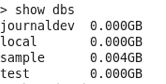 > show dbs
journaldev  0.000GB
local       0.000GB
sample      0.004GB
test        0.000GB